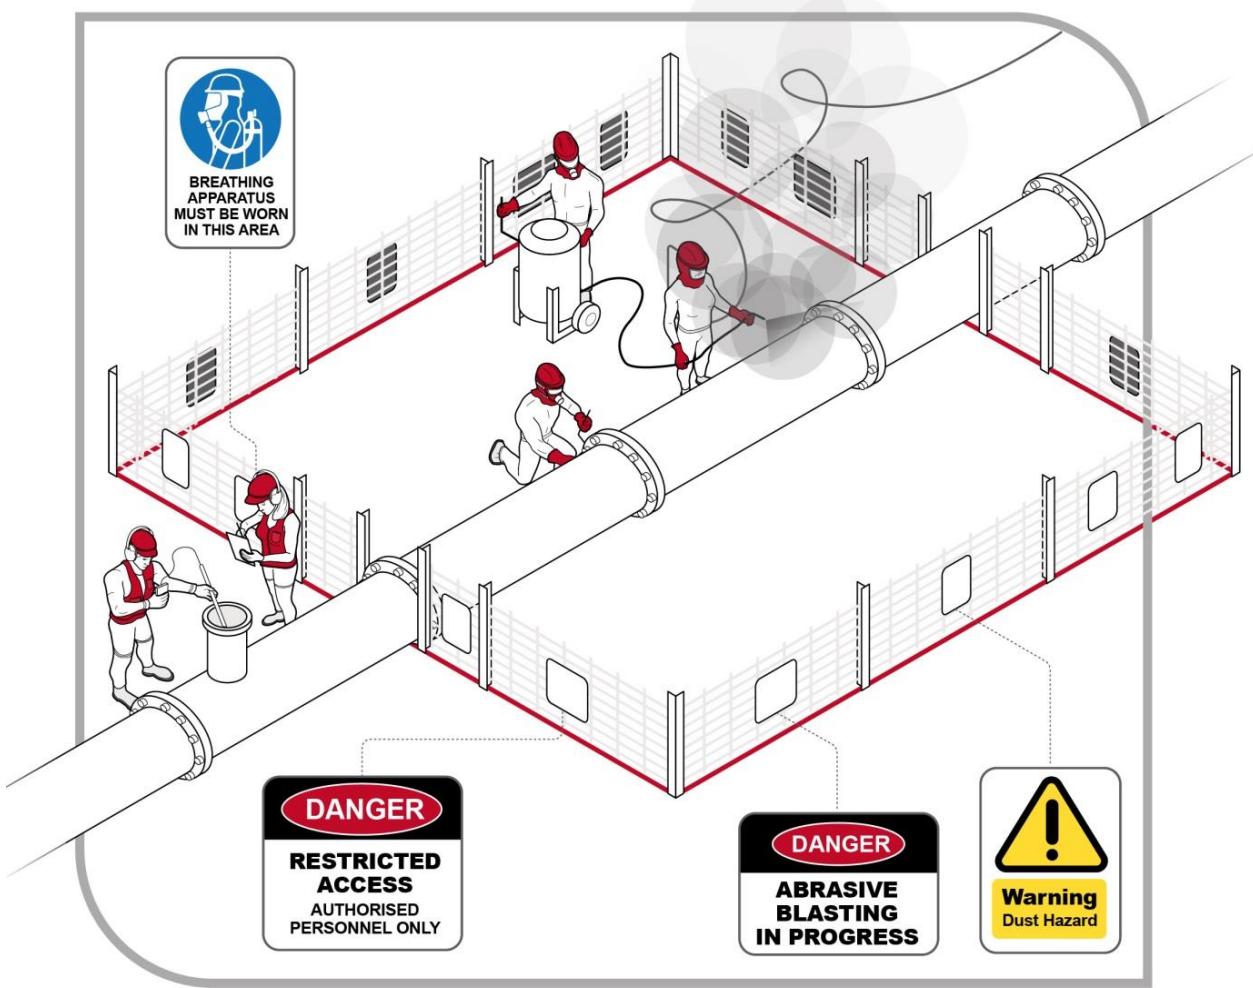 BREATHING
APPARATUS
MUST BE WORN
IN THIS AREA
DANGER
RESTRICTED
ACCESS
AUTHORISED
PERSONNEL ONLY
DANGER
ABRASIVE
BLASTING
IN PROGRESS
Warning
Dust Hazard